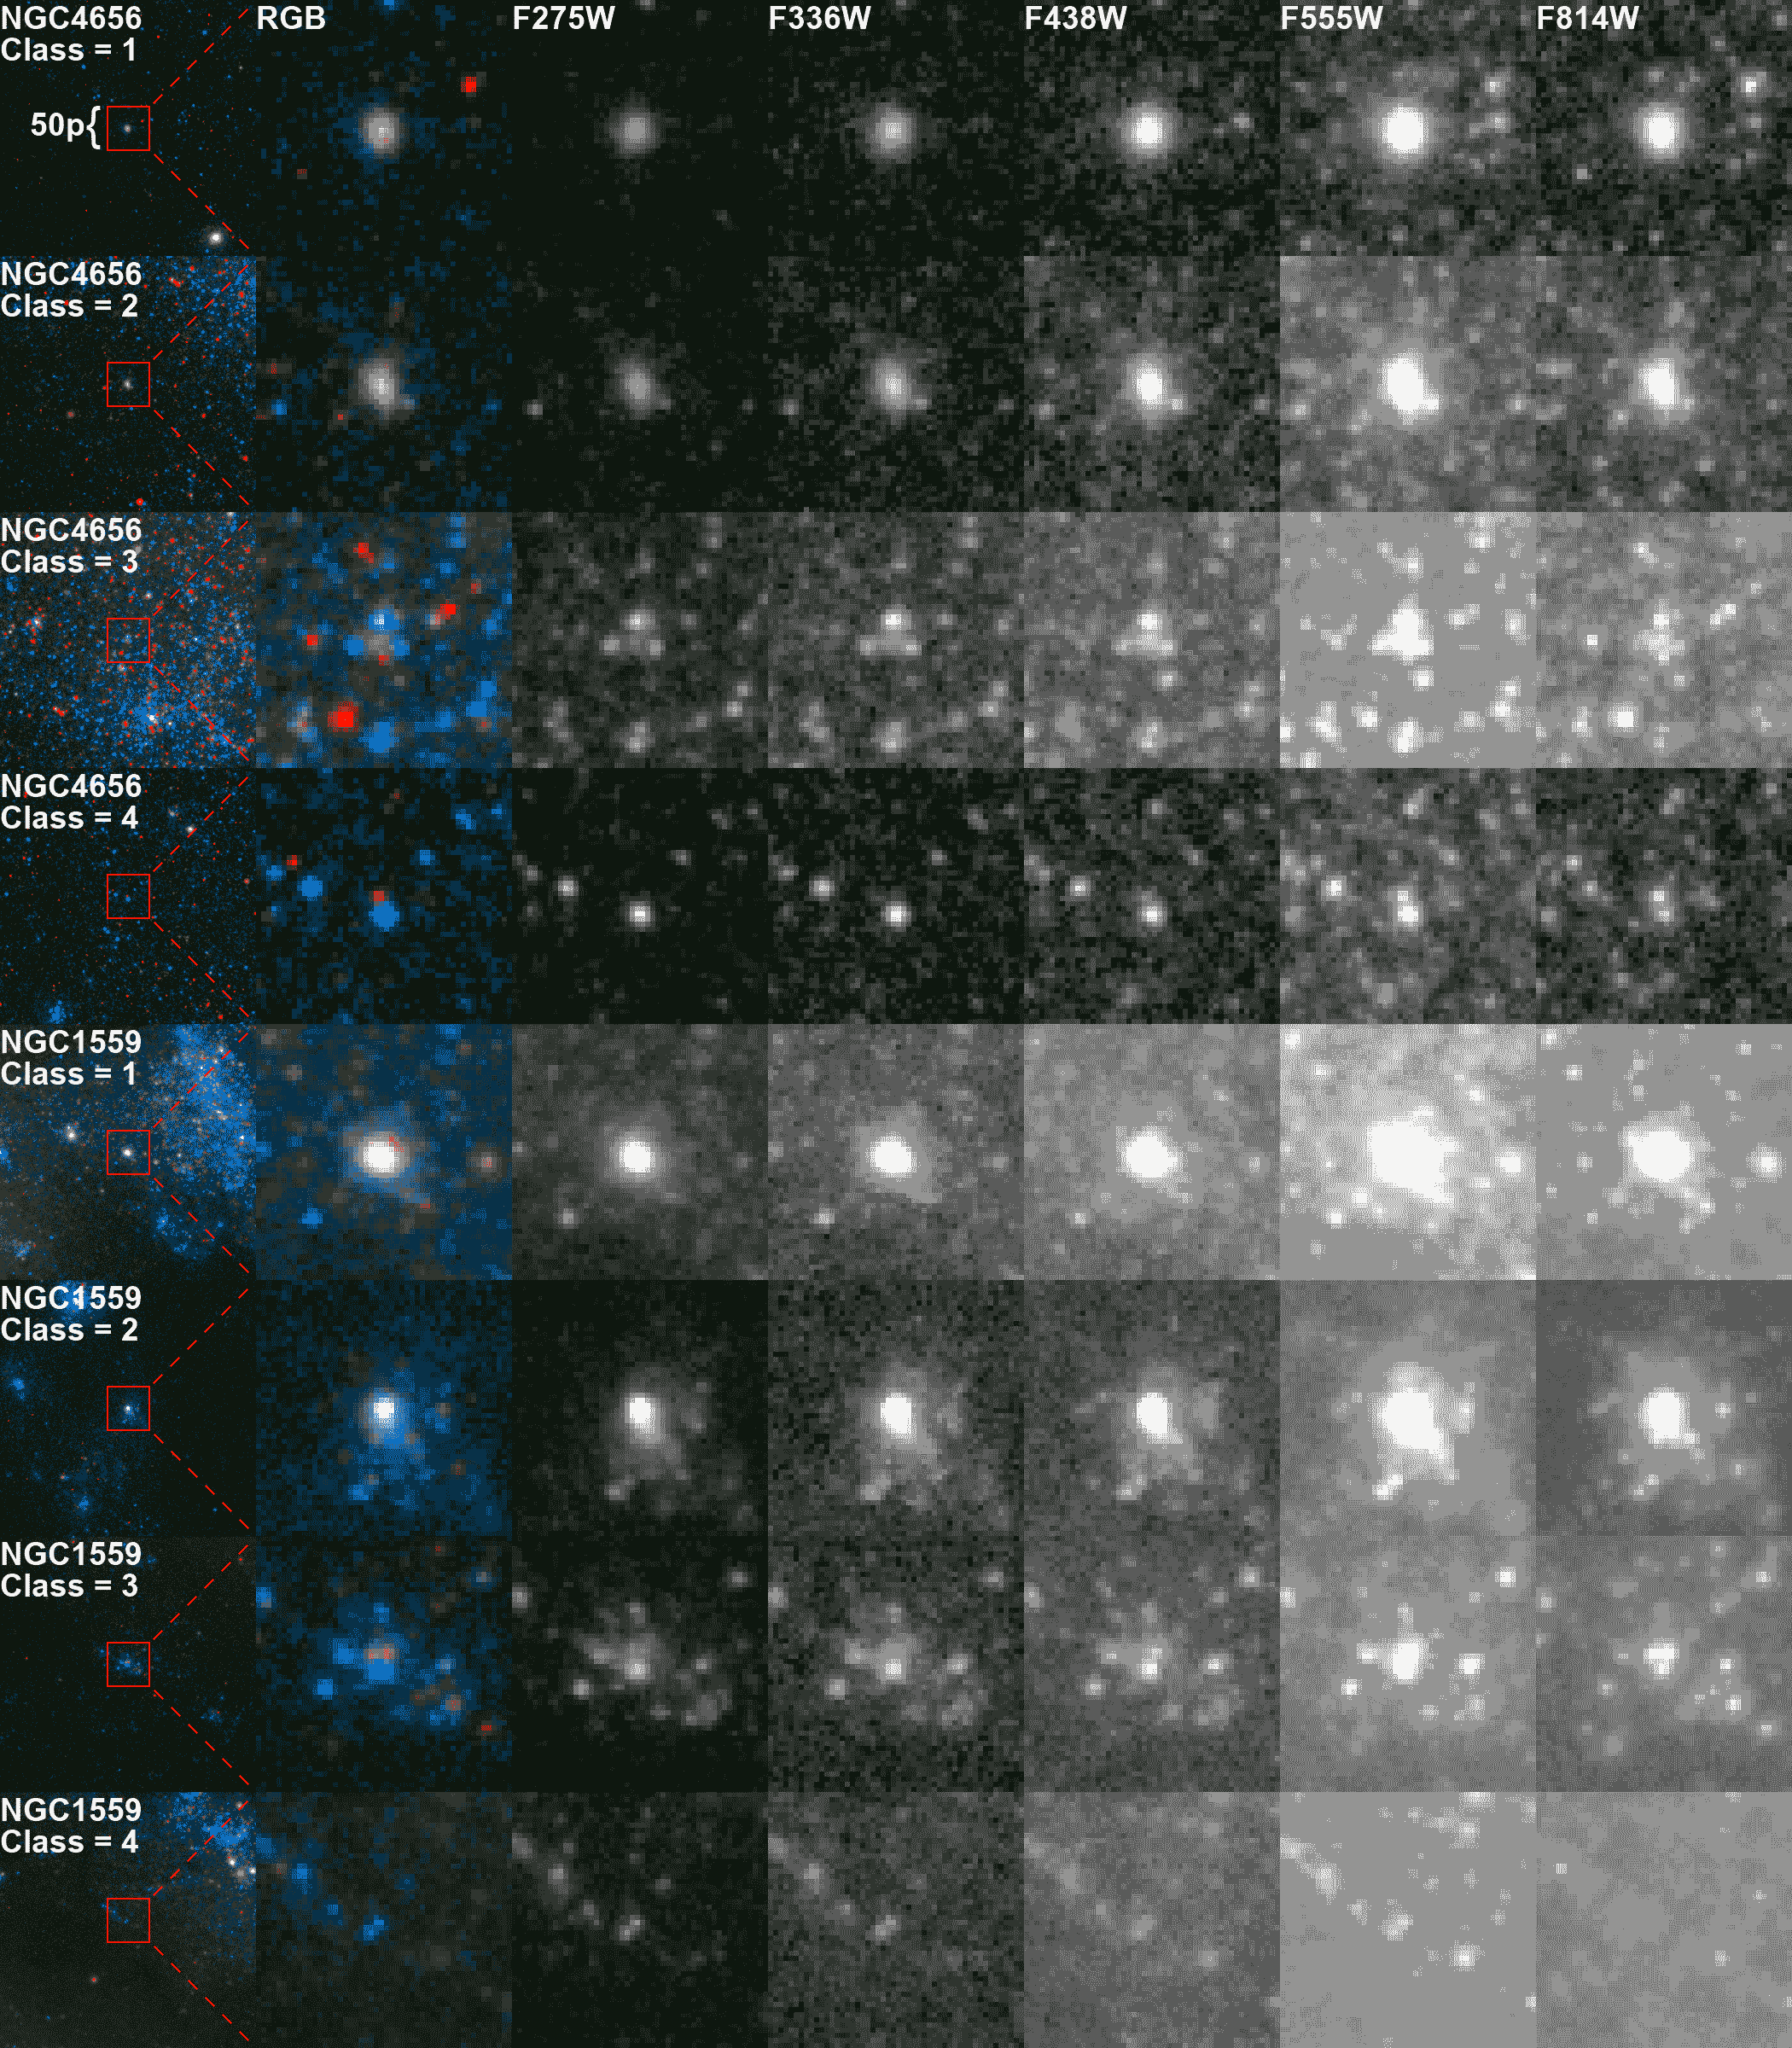 NGC4656 RGB F275W F336W F438W F555W F814W
Class = 1
50p{
NGC4656
Class = 2
NGC4656
Class = 3
NGC4656
Class = 4
NGC1559
Class = 1
NGC1559
Class = 2
NGC1559
Class = 3
NGC1559
Class = 4